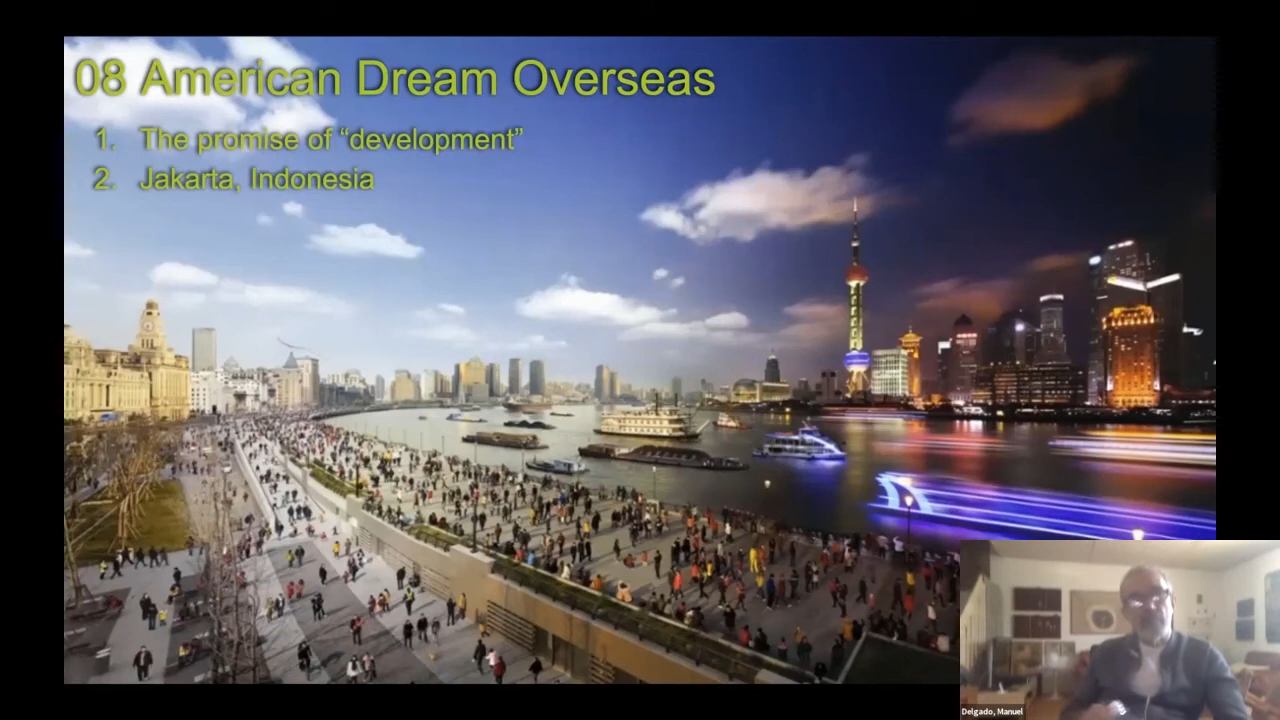 08 American Dream Overseas
1. The promise of “development”
2. Jakarta, Indonesia
Delgado, Manuel